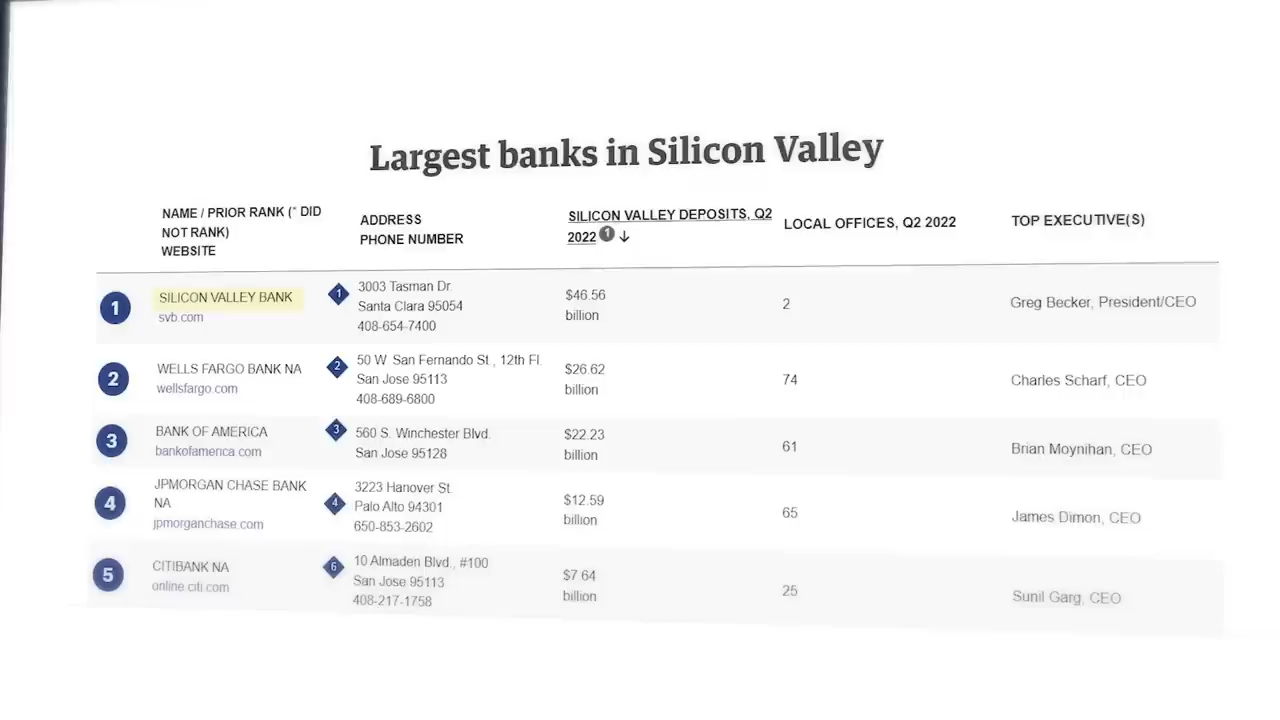 Largest banks in Silicon Valley
NAME / PRIOR RANK (* DID
NOT RANK)
WEBSITE
ADDRESS
PHONE NUMBER
SILICON VALLEY DEPOSITS, Q2
2022 1 ↓
LOCAL OFFICES, Q2 2022
TOP EXECUTIVE(S)
1
SILICON VALLEY BANK
svb.com
1
3003 Tasman Dr.
Santa Clara 95054
408-654-7400
$46.56
billion
2
Greg Becker, President/CEO
2
WELLS FARGO BANK NA
wellsfargo.com
2
50 W. San Fernando St., 12th Fl.
San Jose 95113
408-689-6800
$26.62
billion
74
Charles Scharf, CEO
3
BANK OF AMERICA
bankofamerica.com
3
560 S. Winchester Blvd.
San Jose 95128
$22.23
billion
61
Brian Moynihan, CEO
4
JPMORGAN CHASE BANK
NA
jpmorganchase.com
4
3223 Hanover St.
Palo Alto 94301
650-853-2602
$12.59
billion
65
James Dimon, CEO
5
CITIBANK NA
online.citi.com
6
10 Almaden Blvd., #100
San Jose 95113
408-217-1758
$7.64
billion
25
Sunil Garg, CEO